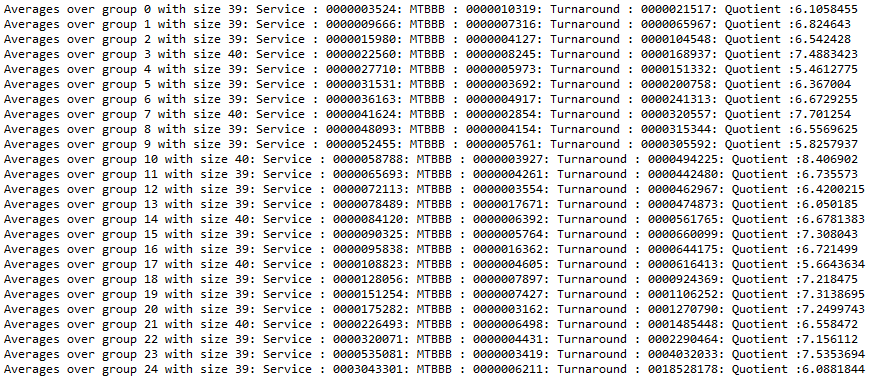 Averages over group 0 with size 39: Service : 0000003524: MTBBB : 0000010319: Turnaround : 0000021517: Quotient :6.1058455
Averages over group 1 with size 39: Service : 0000009666: MTBBB : 0000007316: Turnaround : 0000065967: Quotient :6.824643
Averages over group 2 with size 39: Service : 0000015980: MTBBB : 0000004127: Turnaround : 0000104548: Quotient :6.542428
Averages over group 3 with size 40: Service : 0000022560: MTBBB : 0000008245: Turnaround : 0000168937: Quotient :7.4883423
Averages over group 4 with size 39: Service : 0000027710: MTBBB : 0000005973: Turnaround : 0000151332: Quotient :5.4612775
Averages over group 5 with size 39: Service : 0000031531: MTBBB : 0000003692: Turnaround : 0000200758: Quotient :6.367004
Averages over group 6 with size 39: Service : 0000036163: MTBBB : 0000004917: Turnaround : 0000241313: Quotient :6.6729255
Averages over group 7 with size 40: Service : 0000041624: MTBBB : 0000002854: Turnaround : 0000320557: Quotient :7.701254
Averages over group 8 with size 39: Service : 0000048093: MTBBB : 0000004154: Turnaround : 0000315344: Quotient :6.5569625
Averages over group 9 with size 39: Service : 0000052455: MTBBB : 0000005761: Turnaround : 0000305592: Quotient :5.8257937
Averages over group 10 with size 40: Service : 0000058788: MTBBB : 0000003927: Turnaround : 0000494225: Quotient :8.406902
Averages over group 11 with size 39: Service : 0000065693: MTBBB : 0000004261: Turnaround : 0000442480: Quotient :6.735573
Averages over group 12 with size 39: Service : 0000072113: MTBBB : 0000003554: Turnaround : 0000462967: Quotient :6.4200215
Averages over group 13 with size 39: Service : 0000078489: MTBBB : 0000017671: Turnaround : 0000474873: Quotient :6.050185
Averages over group 14 with size 40: Service : 0000084120: MTBBB : 0000006392: Turnaround : 0000561765: Quotient :6.6781383
Averages over group 15 with size 39: Service : 0000090325: MTBBB : 0000005764: Turnaround : 0000660099: Quotient :7.308043
Averages over group 16 with size 39: Service : 0000095838: MTBBB : 0000016362: Turnaround : 0000644175: Quotient :6.721499
Averages over group 17 with size 40: Service : 0000108823: MTBBB : 0000004605: Turnaround : 0000616413: Quotient :5.6643634
Averages over group 18 with size 39: Service : 0000128056: MTBBB : 0000007897: Turnaround : 0000924369: Quotient :7.218475
Averages over group 19 with size 39: Service : 0000151254: MTBBB : 0000007427: Turnaround : 0001106252: Quotient :7.3138695
Averages over group 20 with size 39: Service : 0000175282: MTBBB : 0000003162: Turnaround : 0001270790: Quotient :7.2499743
Averages over group 21 with size 40: Service : 0000226493: MTBBB : 0000006498: Turnaround : 0001485448: Quotient :6.558472
Averages over group 22 with size 39: Service : 0000320071: MTBBB : 0000004431: Turnaround : 0002290464: Quotient :7.156112
Averages over group 23 with size 39: Service : 0000535081: MTBBB : 0000003419: Turnaround : 0004032033: Quotient :7.5353694
Averages over group 24 with size 39: Service : 0003043301: MTBBB : 0000006211: Turnaround : 0018528178: Quotient :6.0881844